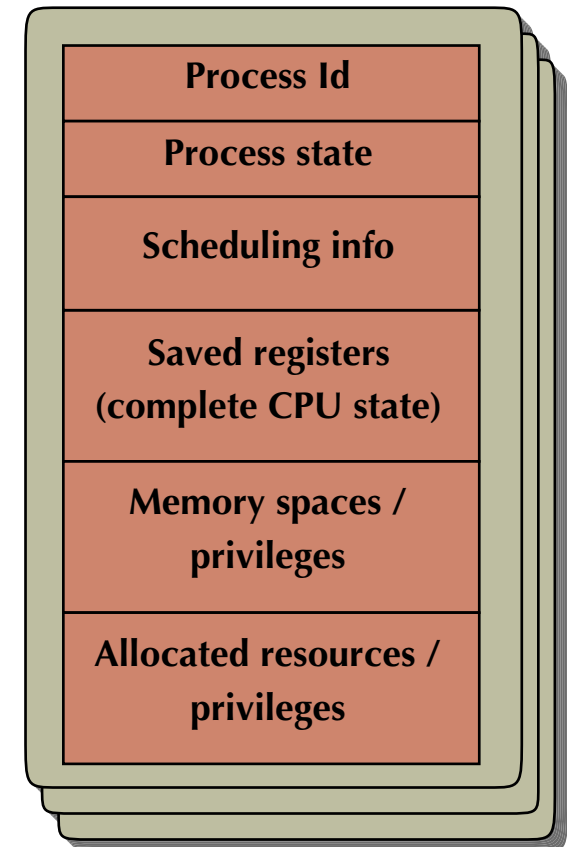 Process Id
Process state
Scheduling info
Saved registers
(complete CPU state)
Memory spaces /
privileges
Allocated resources /
privileges